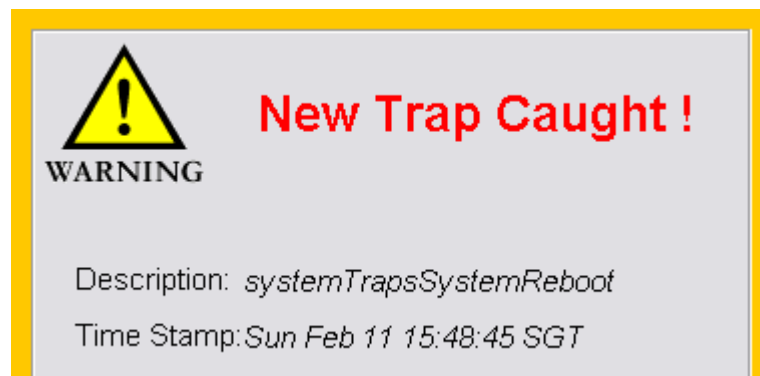 New Trap Caught !
WARNING
Description: systemTrapsSystemReboot
Time Stamp:Sun Feb 11 15:48:45 SGT